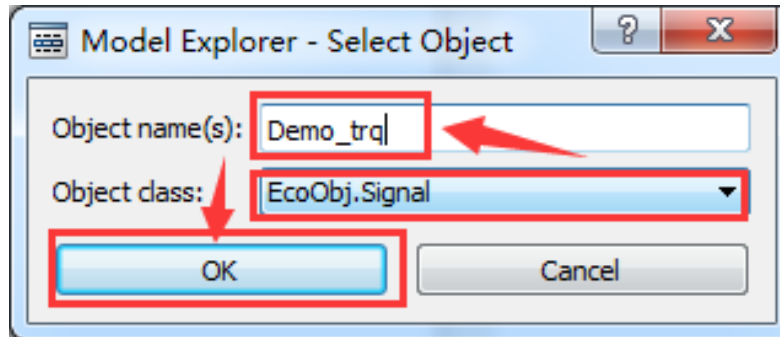 Model Explorer - Select Object
Object name(s): Demo_trq
Object class: EcoObj.Signal
OK Cancel